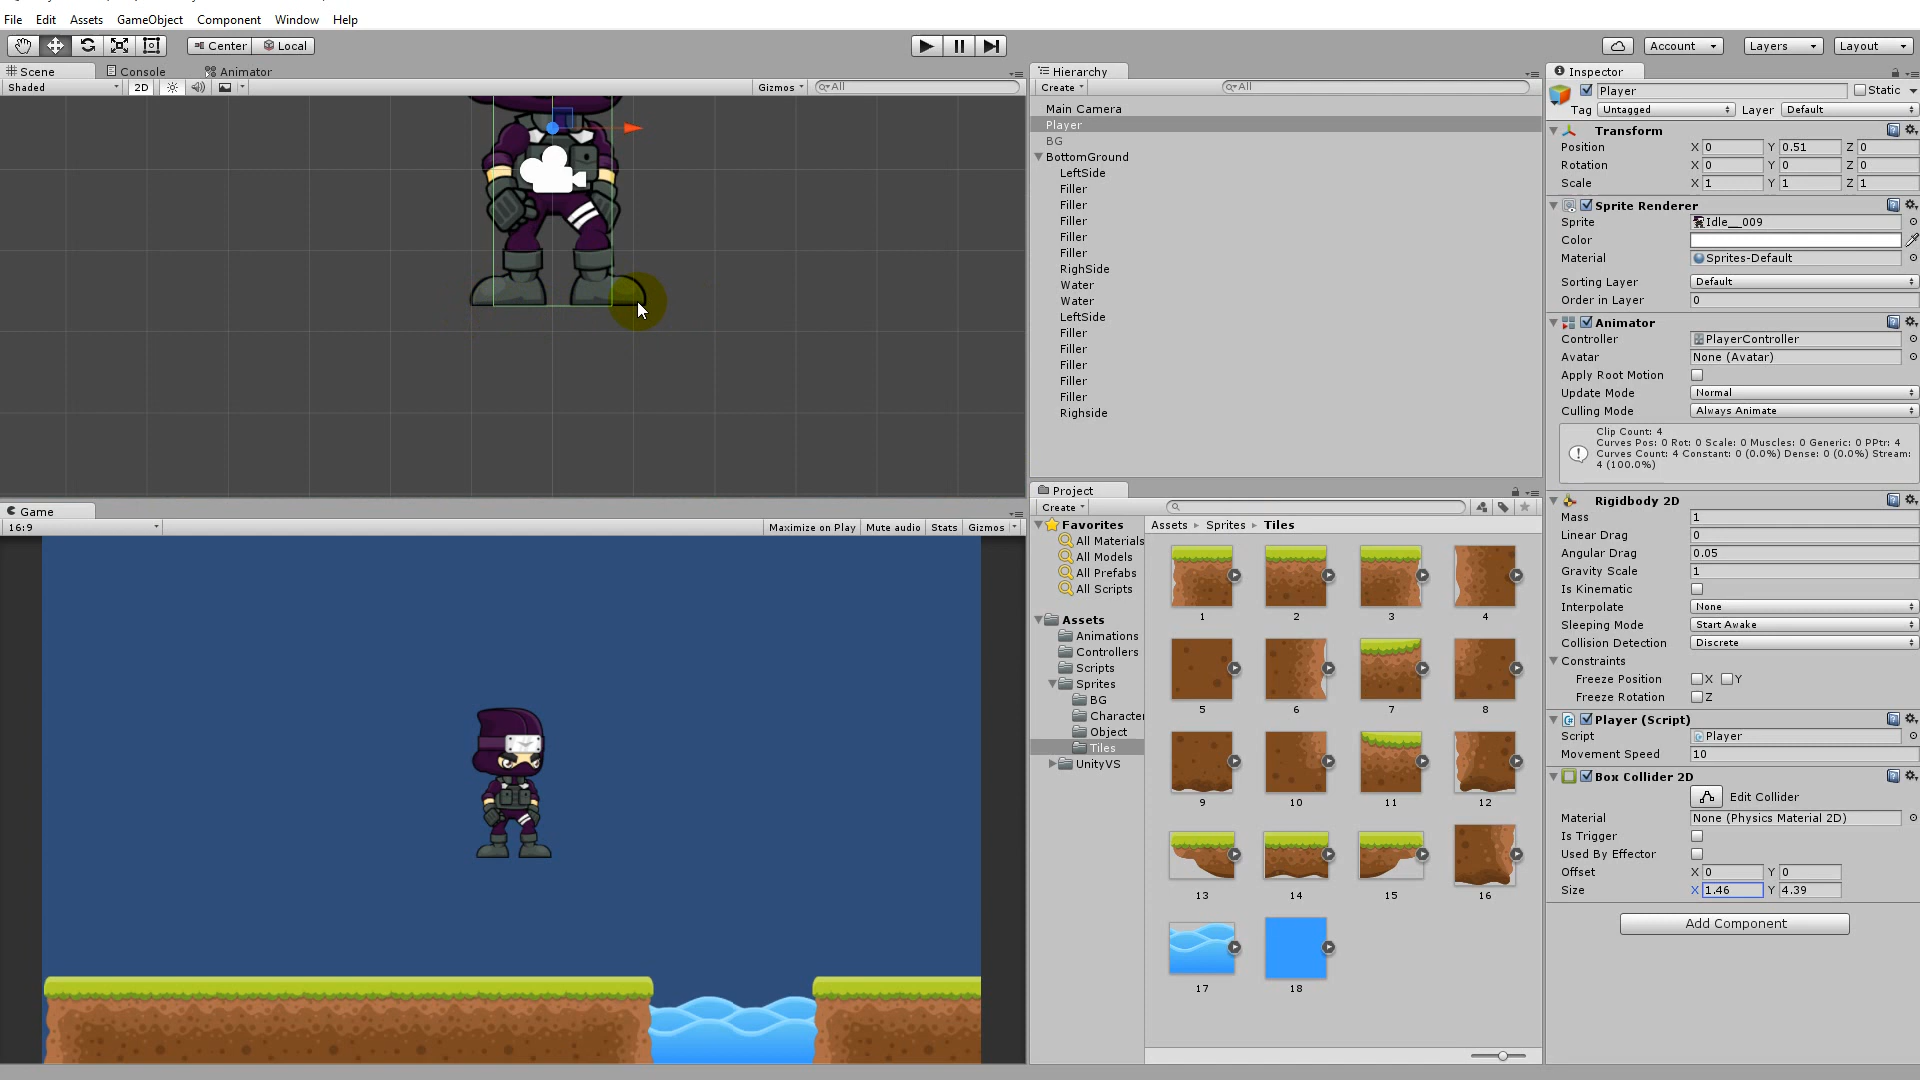 File Edit Assets GameObject Component Window Help
Center Local
Account Layers Layout
Scene Console Animator
Shaded 2D Gizmos All
Hierarchy
Create All
Main Camera
Player
BG
BottomGround
LeftSide
Filler
Filler
Filler
Filler
Filler
RighSide
Water
Water
LeftSide
Filler
Filler
Filler
Filler
Filler
Righside
Game
16:9 Maximize on Play Mute audio Stats Gizmos
Project
Create
Favorites
All Materials
All Models
All Prefabs
All Scripts
Assets
Animations
Controllers
Scripts
Sprites
BG
Character
Object
Tiles
UnityVS
Assets Sprites Tiles
1 2 3 4
5 6 7 8
9 10 11 12
13 14 15 16
17 18
Inspector
Player Static
Tag Untagged Layer Default
Transform
Position X 0 Y 0.51 Z 0
Rotation X 0 Y 0 Z 0
Scale X 1 Y 1 Z 1
Sprite Renderer
Sprite Idle__009
Color
Material Sprites-Default
Sorting Layer Default
Order in Layer 0
Animator
Controller PlayerController
Avatar None (Avatar)
Apply Root Motion
Update Mode Normal
Culling Mode Always Animate
Clip Count: 4
Curves Pos: 0 Rot: 0 Scale: 0 Muscles: 0 Generic: 0 PPtr: 4
Curves Count: 4 Constant: 0 (0.0%) Dense: 0 (0.0%) Stream:
4 (100.0%)
Rigidbody 2D
Mass 1
Linear Drag 0
Angular Drag 0.05
Gravity Scale 1
Is Kinematic
Interpolate None
Sleeping Mode Start Awake
Collision Detection Discrete
Constraints
Freeze Position X Y
Freeze Rotation Z
Player (Script)
Script Player
Movement Speed 10
Box Collider 2D
Edit Collider
Material None (Physics Material 2D)
Is Trigger
Used By Effector
Offset X 0 Y 0
Size X 1.46 Y 4.39
Add Component